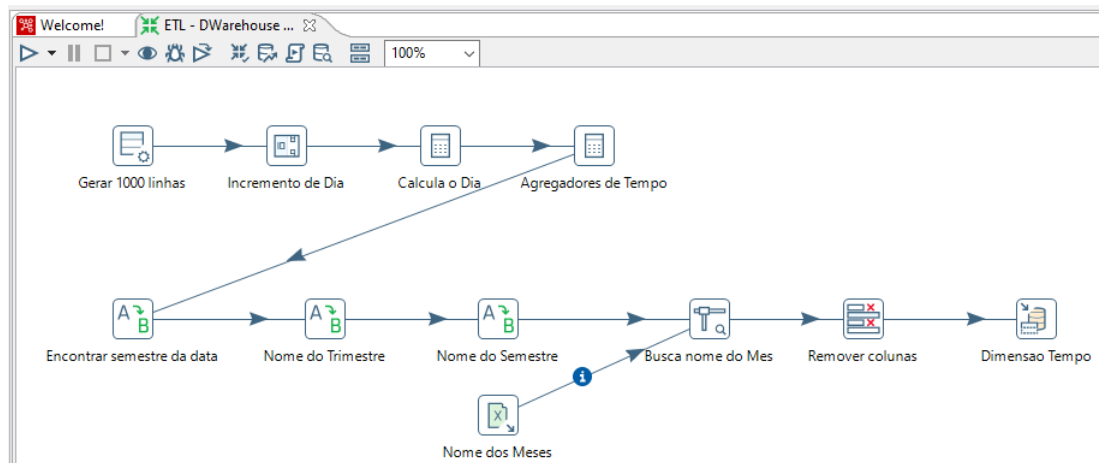 Welcome!
ETL - DWarehouse ...
100%
Gerar 1000 linhas
Incremento de Dia
Calcula o Dia
Agregadores de Tempo
Encontrar semestre da data
Nome do Trimestre
Nome do Semestre
Busca nome do Mes
Remover colunas
Dimensao Tempo
Nome dos Meses